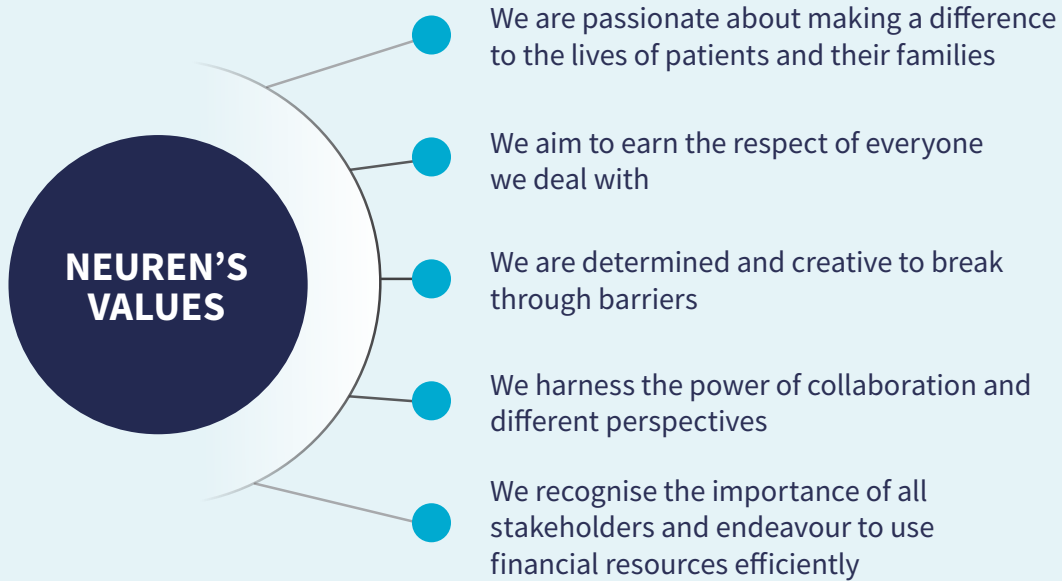 NEUREN’S
VALUES
We are passionate about making a difference
to the lives of patients and their families
We aim to earn the respect of everyone
we deal with
We are determined and creative to break
through barriers
We harness the power of collaboration and
different perspectives
We recognise the importance of all
stakeholders and endeavour to use
financial resources efficiently